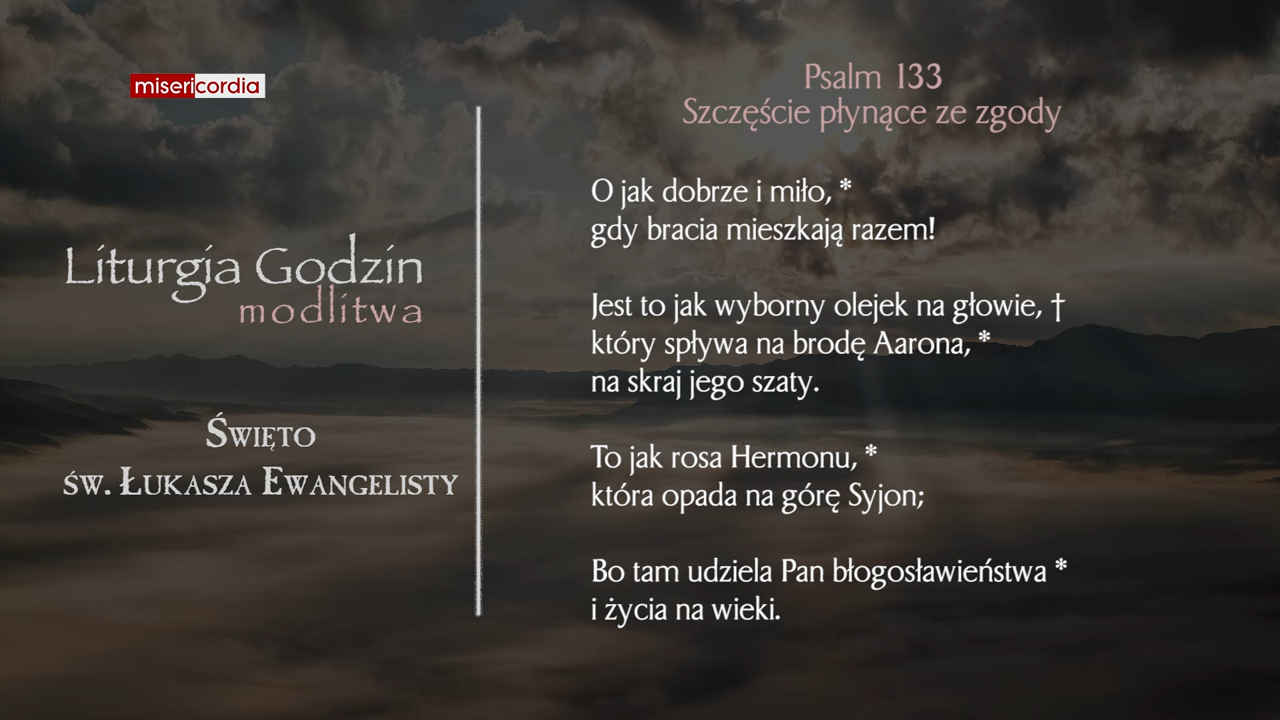 misericordia
Liturgia Godzin
modlitwa
Święto
św. Łukasza Ewangelisty
Psalm 133
Szczęście płynące ze zgody
O jak dobrze i miło, *
gdy bracia mieszkają razem!
Jest to jak wyborny olejek na głowie, †
który spływa na brodę Aarona, *
na skraj jego szaty.
To jak rosa Hermonu, *
która opada na górę Syjon;
Bo tam udziela Pan błogosławieństwa *
i życia na wieki.